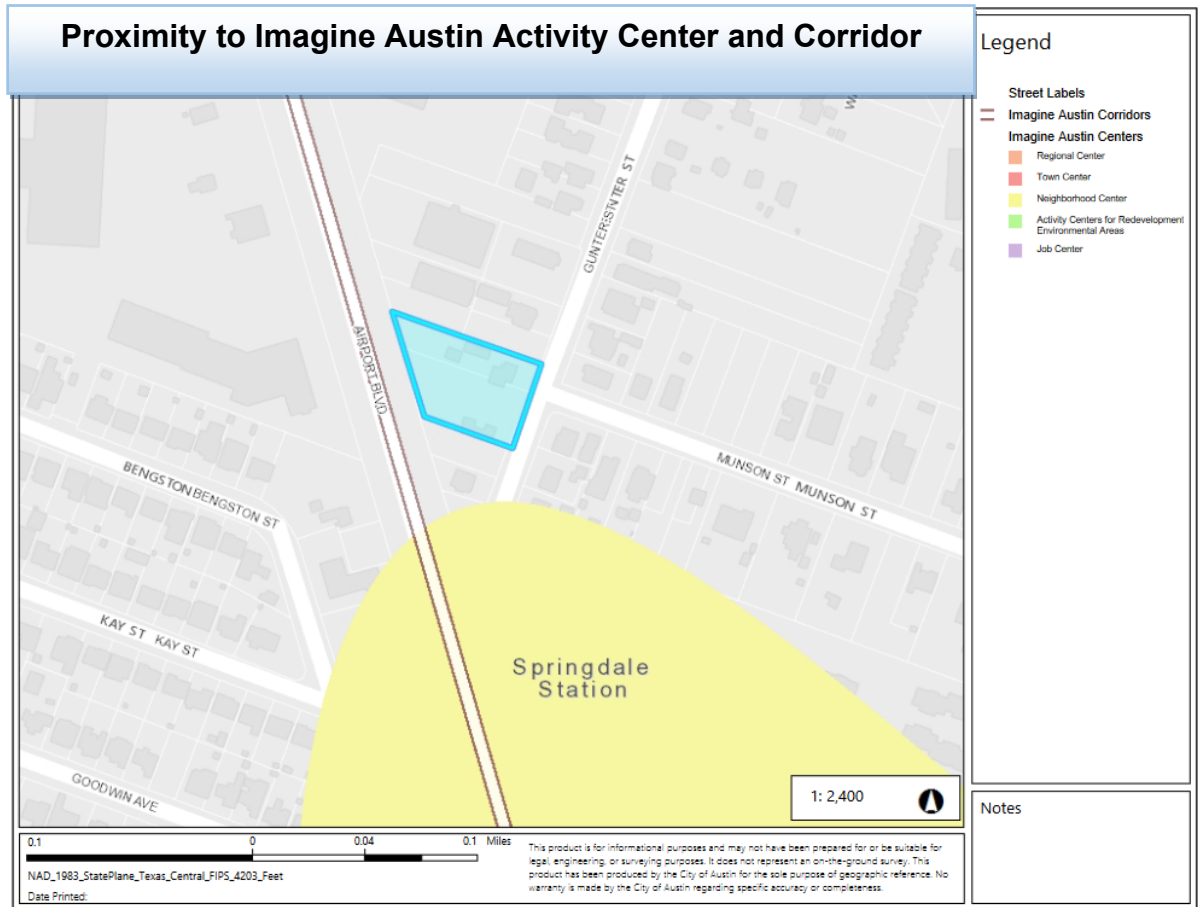 Proximity to Imagine Austin Activity Center and Corridor
Legend
Street Labels
Imagine Austin Corridors
Imagine Austin Centers
Regional Center
Town Center
Neighborhood Center
Activity Centers for Redevelopment
Environmental Areas
Job Center
AIRPORT BLVD
MUNSON ST MUNSON ST
BENGSTONBENGSTON ST
KAY ST KAY ST
GOODWIN AVE
Springdale
Station
1: 2,400
Notes
0.1 0 0.04 0.1 Miles
NAD_1983_StatePlane_Texas_Central_FIPS_4203_Feet
Date Printed:
This product is for informational purposes and may not have been prepared for or be suitable for
legal, engineering, or surveying purposes. It does not represent an on-the-ground survey. This
product has been produced by the City of Austin for the sole purpose of geographic reference. No
warranty is made by the City of Austin regarding specific accuracy or completeness.